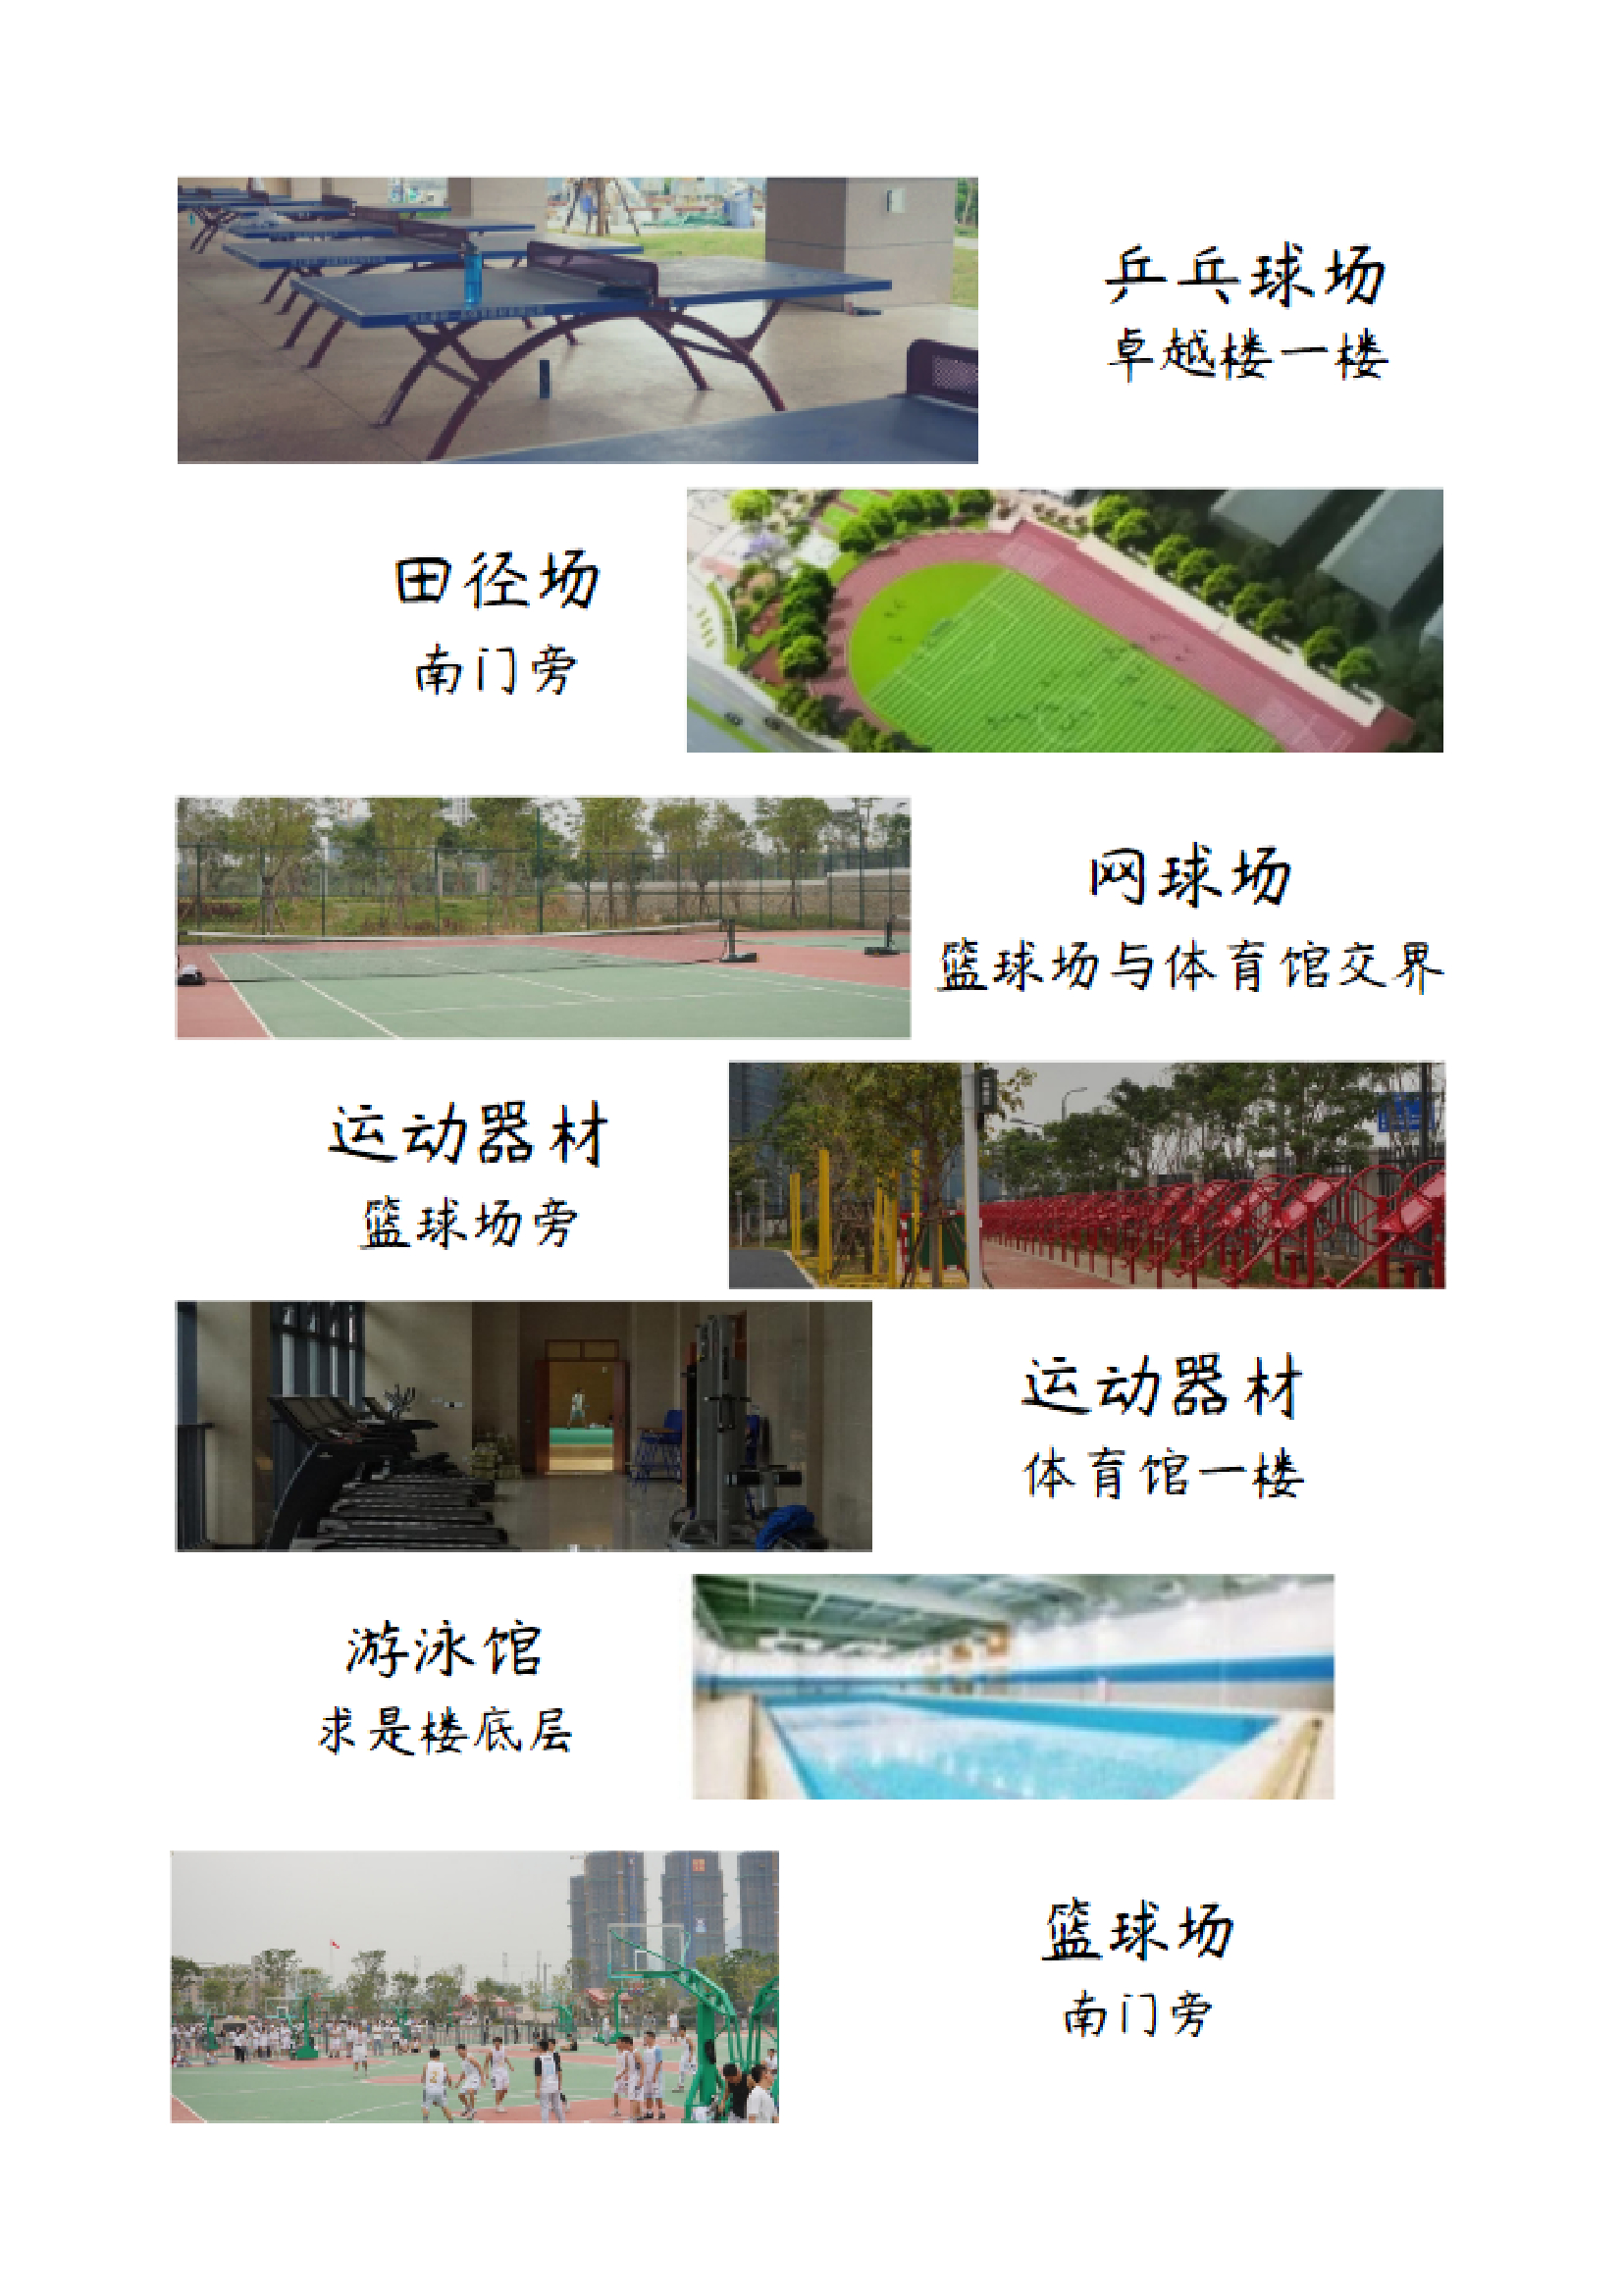 乒乓球场
卓越楼一楼
田径场
南门旁
网球场
篮球场与体育馆交界
运动器材
篮球场旁
运动器材
体育馆一楼
游泳馆
求是楼底层
篮球场
南门旁